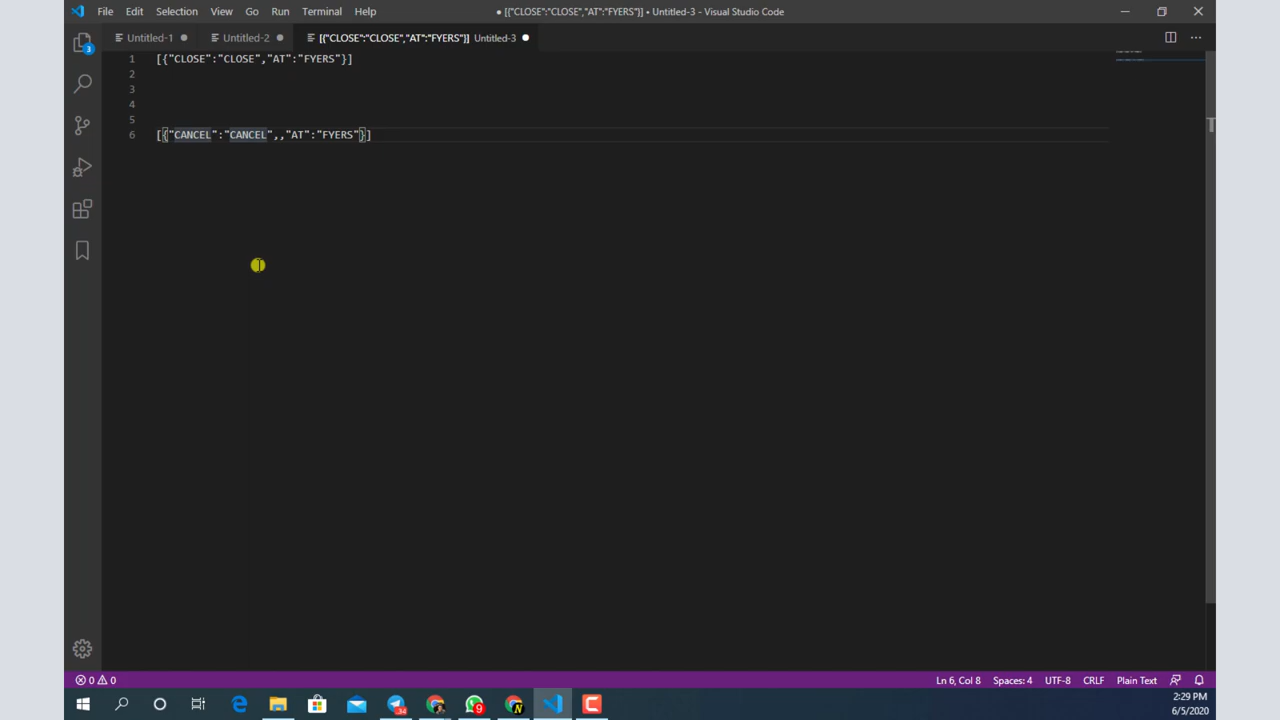 File Edit Selection View Go Run Terminal Help
● [{"CLOSE":"CLOSE","AT":"FYERS"}] • Untitled-3 - Visual Studio Code
Untitled-1 ● Untitled-2 ● [{"CLOSE":"CLOSE","AT":"FYERS"}] Untitled-3 ●
1 [{"CLOSE":"CLOSE","AT":"FYERS"}]
2
3
4
5
6 [{"CANCEL":"CANCEL",,"AT":"FYERS"}]
3
0 0
Ln 6, Col 8 Spaces: 4 UTF-8 CRLF Plain Text
34
9
N
2:29 PM
6/5/2020